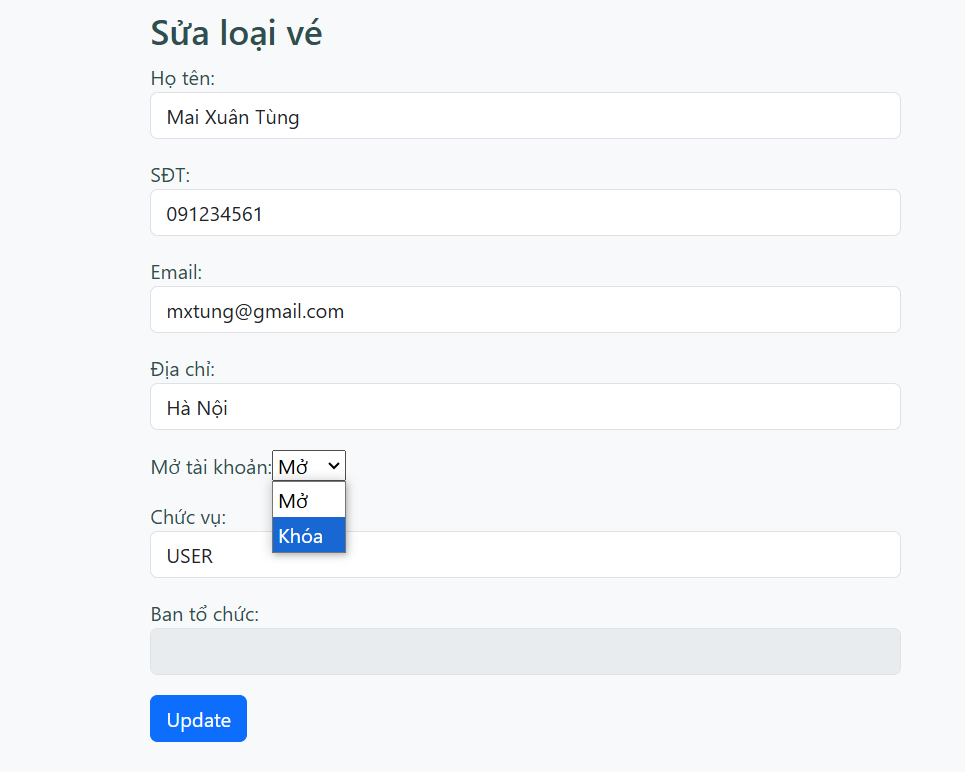 Sửa loại vé
Họ tên:
Mai Xuân Tùng
SĐT:
091234561
Email:
mxtung@gmail.com
Địa chỉ:
Hà Nội
Mở tài khoản: Mở
Mở
Khóa
Chức vụ:
USER
Ban tổ chức:
Update